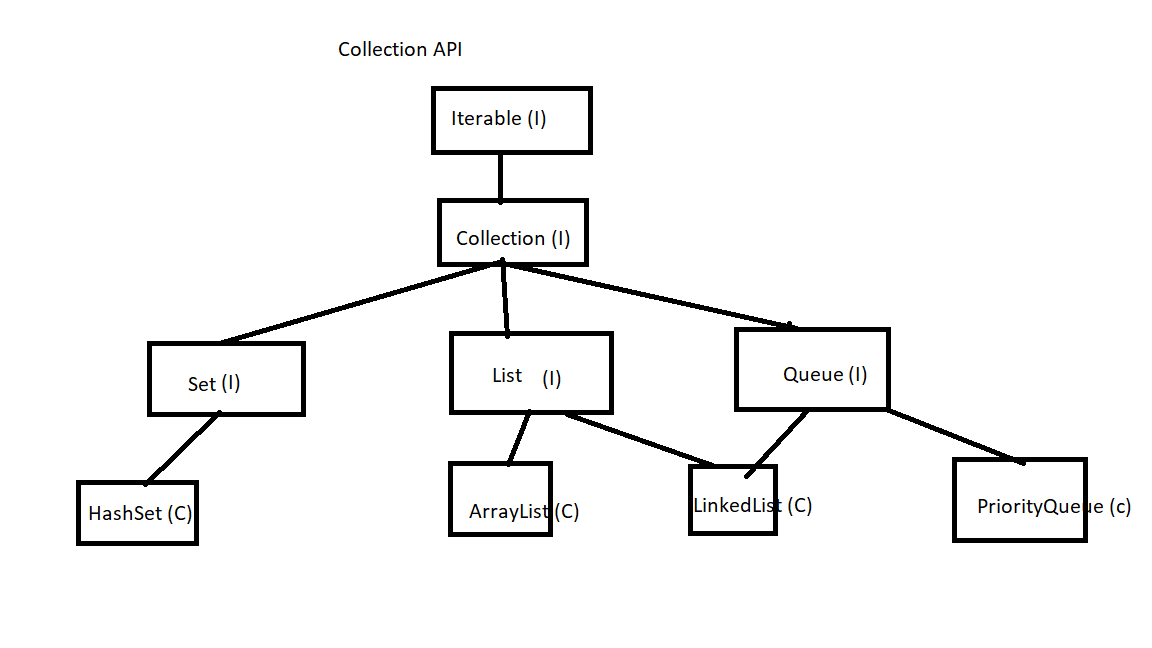 Collection API
Iterable (I)
Collection (I)
Set (I)
List (I)
Queue (I)
HashSet (C)
ArrayList (C)
LinkedList (C)
PriorityQueue (c)